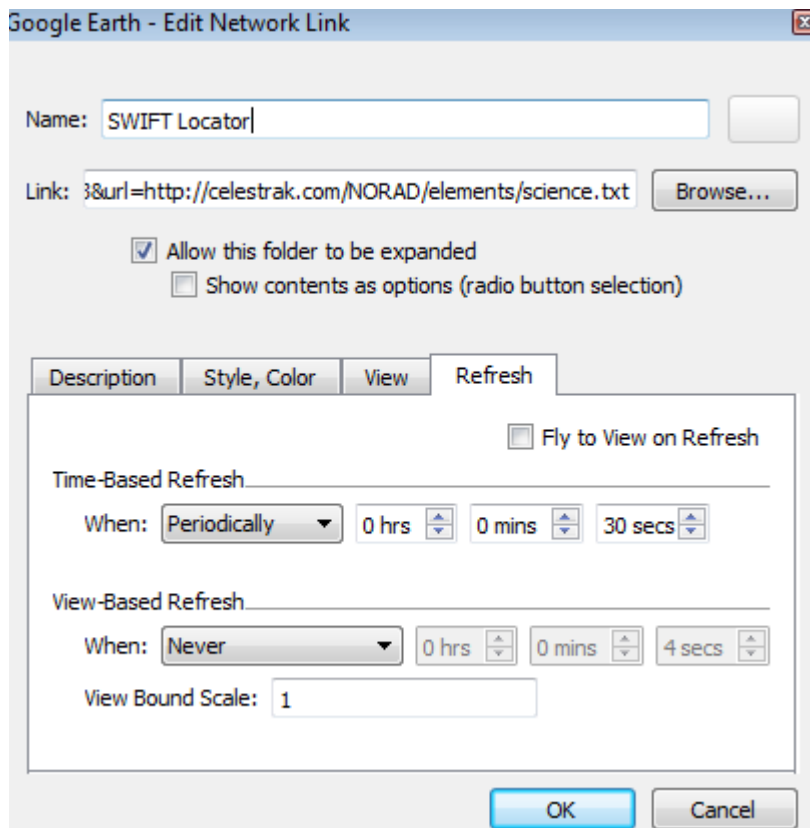 Google Earth - Edit Network Link
Name: SWIFT Locator
Link: 3&url=http://celestrak.com/NORAD/elements/science.txt Browse...
Allow this folder to be expanded
Show contents as options (radio button selection)
Description Style, Color View Refresh
Fly to View on Refresh
Time-Based Refresh
When: Periodically 0 hrs 0 mins 30 secs
View-Based Refresh
When: Never 0 hrs 0 mins 4 secs
View Bound Scale: 1
OK Cancel